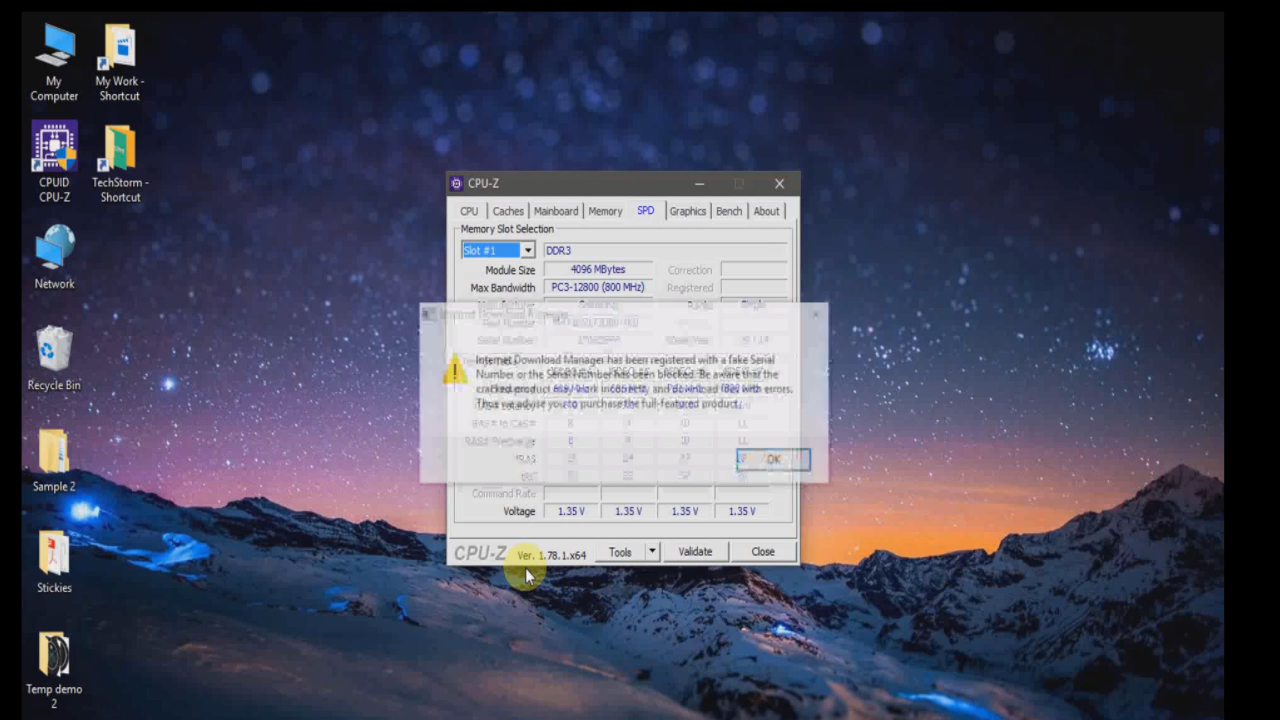 My
Computer
My Work -
Shortcut
CPUID
CPU-Z
TechStorm -
Shortcut
Network
Recycle Bin
Sample 2
Stickies
Temp demo
2
CPU-Z
CPU Caches Mainboard Memory SPD Graphics Bench About
Memory Slot Selection
Slot #1 DDR3
Module Size 4096 MBytes Correction
Max Bandwidth PC3-12800 (800 MHz) Registered
Internet Download Manager
Internet Download Manager has been registered with a fake Serial
Number or the Serial Number has been blocked. Be aware that the
cracked product may work incorrectly and download files with errors.
Thus we advise you to purchase the full-featured product.
OK
Command Rate
Voltage 1.35 V 1.35 V 1.35 V 1.35 V
CPU-Z Ver. 1.78.1.x64 Tools Validate Close